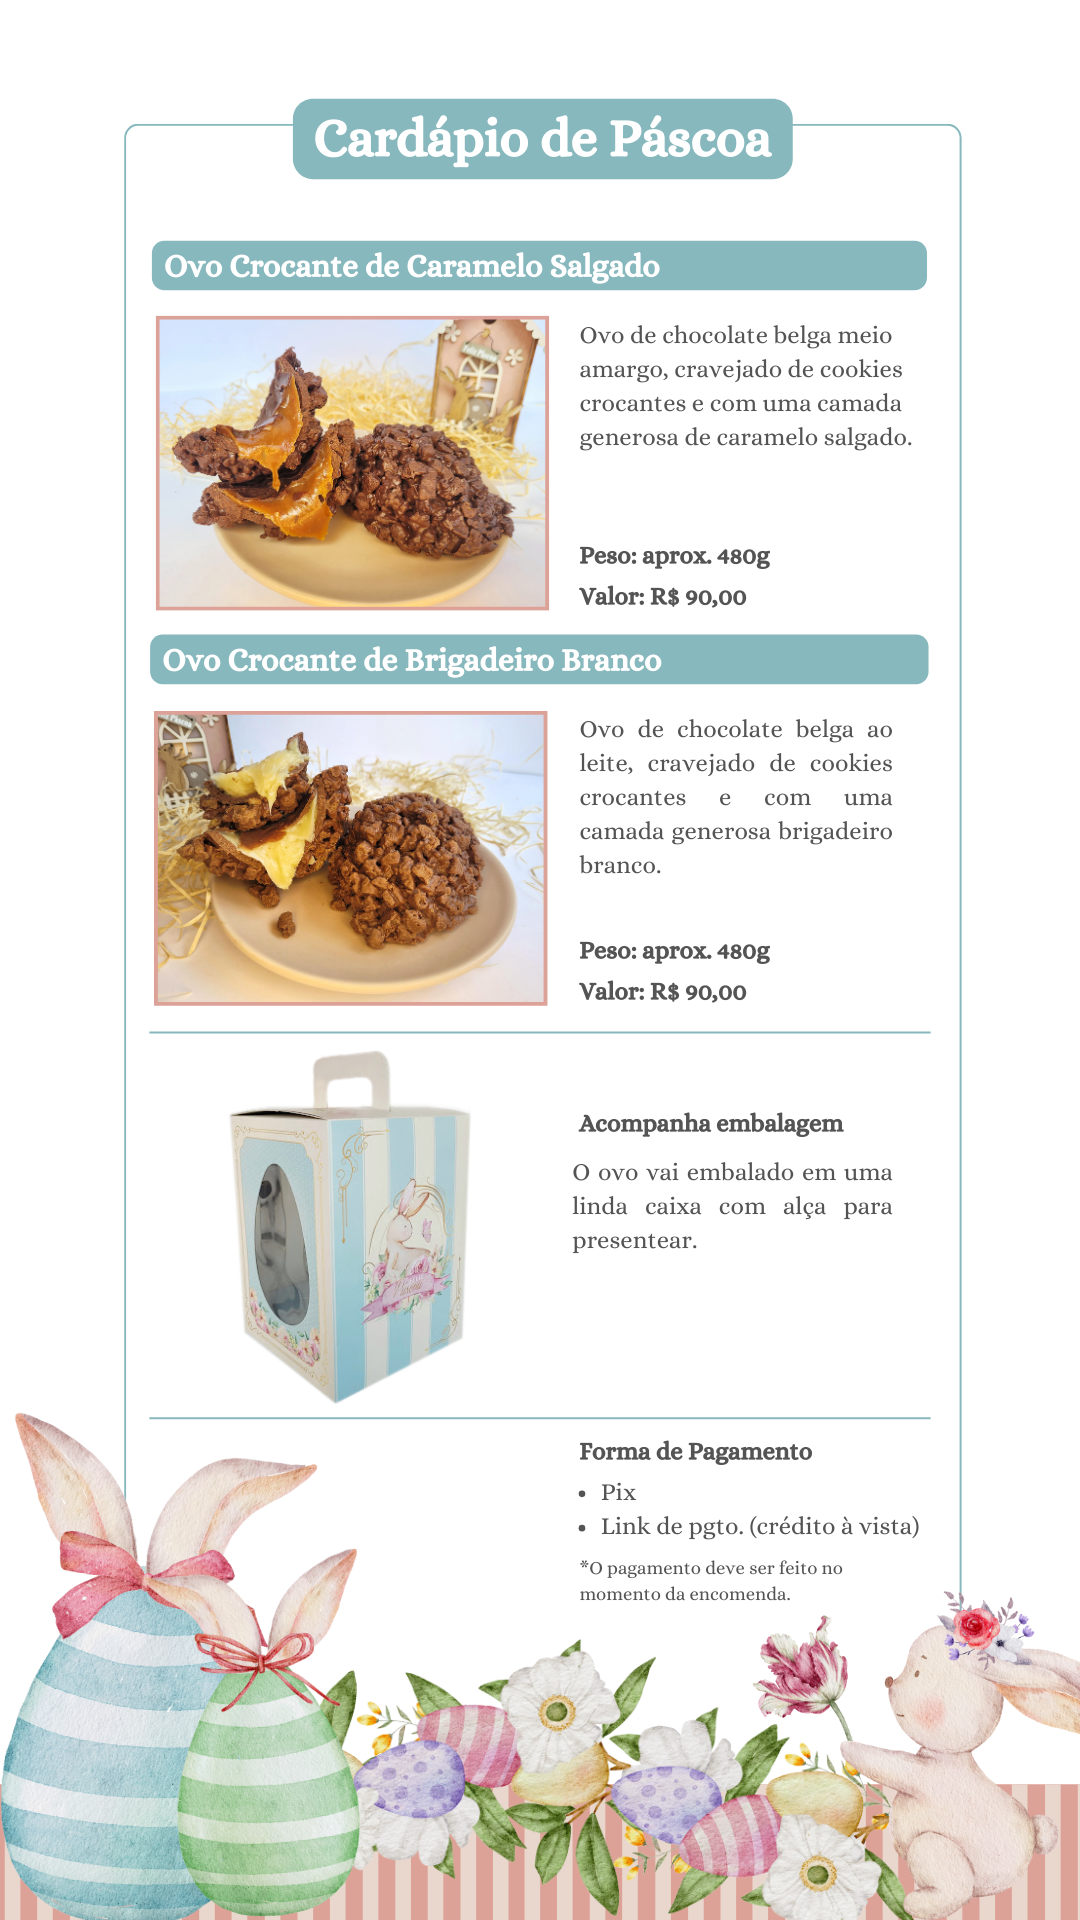 Cardápio de Páscoa
Ovo Crocante de Caramelo Salgado
Ovo de chocolate belga meio
amargo, cravejado de cookies
crocantes e com uma camada
generosa de caramelo salgado.
Peso: aprox. 480g
Valor: R$ 90,00
Ovo Crocante de Brigadeiro Branco
Ovo de chocolate belga ao
leite, cravejado de cookies
crocantes e com uma
camada generosa brigadeiro
branco.
Peso: aprox. 480g
Valor: R$ 90,00
Acompanha embalagem
O ovo vai embalado em uma
linda caixa com alça para
presentear.
Forma de Pagamento
• Pix
• Link de pgto. (crédito à vista)
*O pagamento deve ser feito no
momento da encomenda.